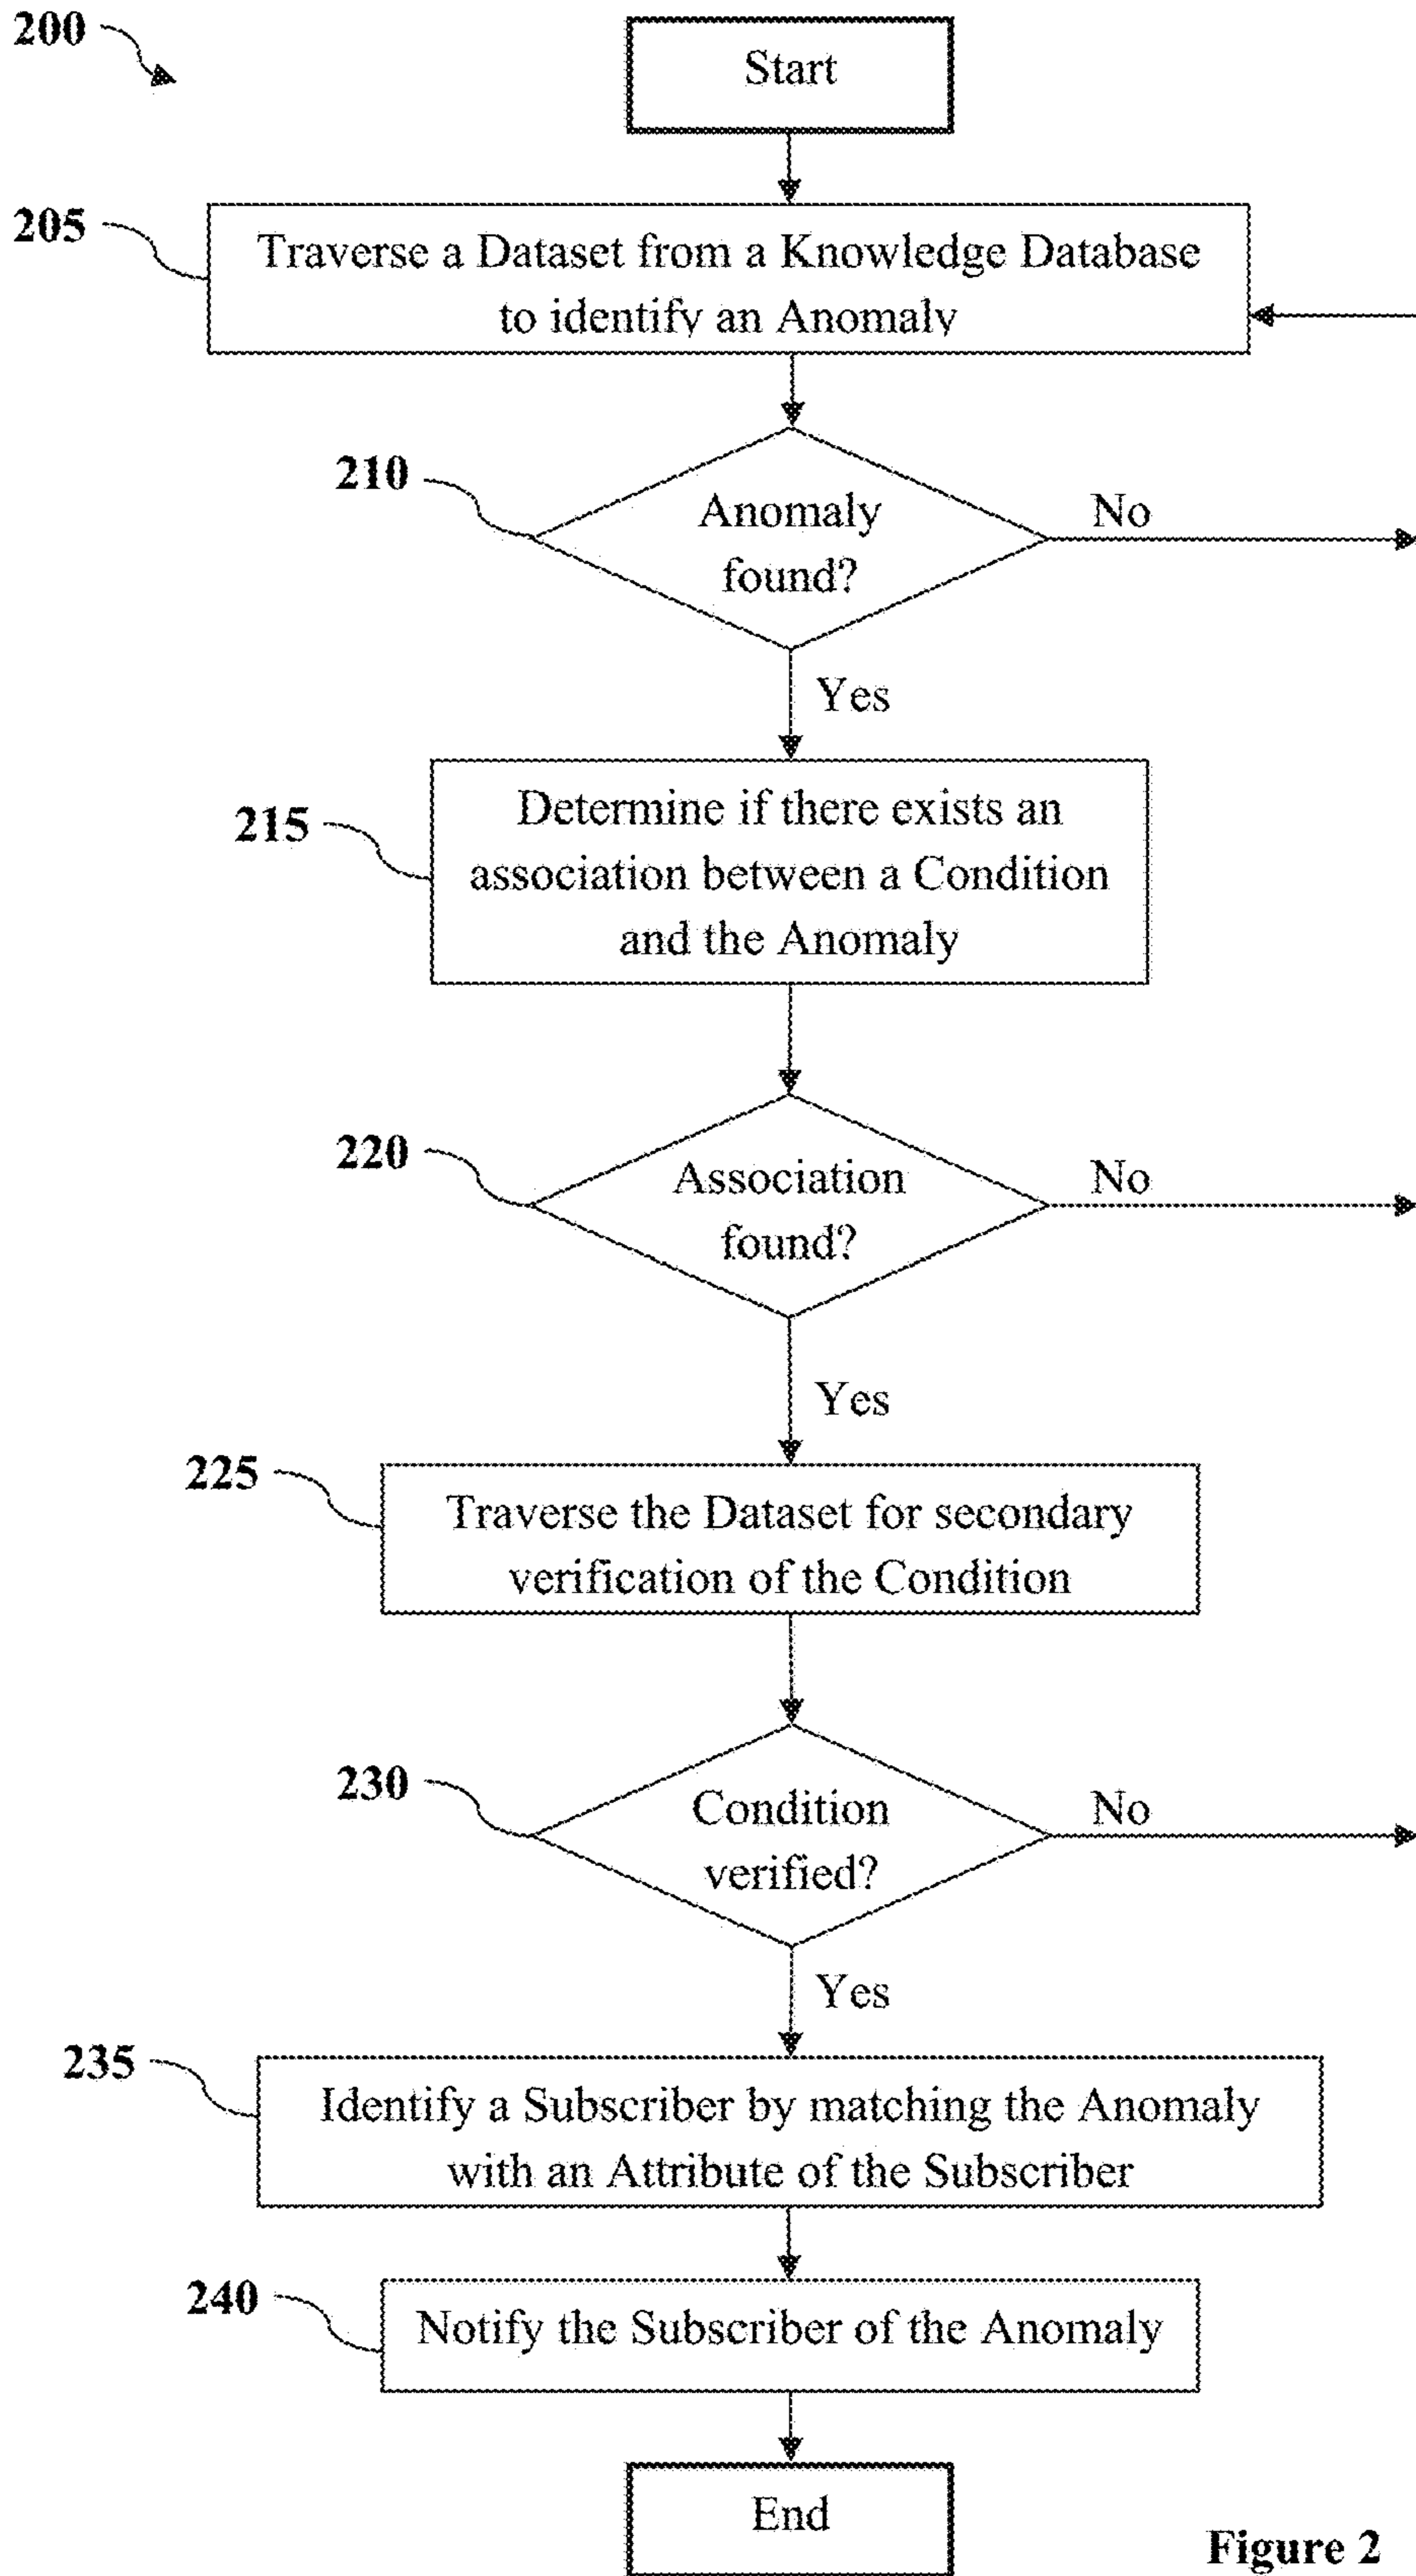 200
Start
205
Traverse a Dataset from a Knowledge Database
to identify an Anomaly
210
Anomaly
found?
No
Yes
215
Determine if there exists an
association between a Condition
and the Anomaly
220
Association
found?
No
Yes
225
Traverse the Dataset for secondary
verification of the Condition
230
Condition
verified?
No
Yes
235
Identify a Subscriber by matching the Anomaly
with an Attribute of the Subscriber
240
Notify the Subscriber of the Anomaly
End
Figure 2